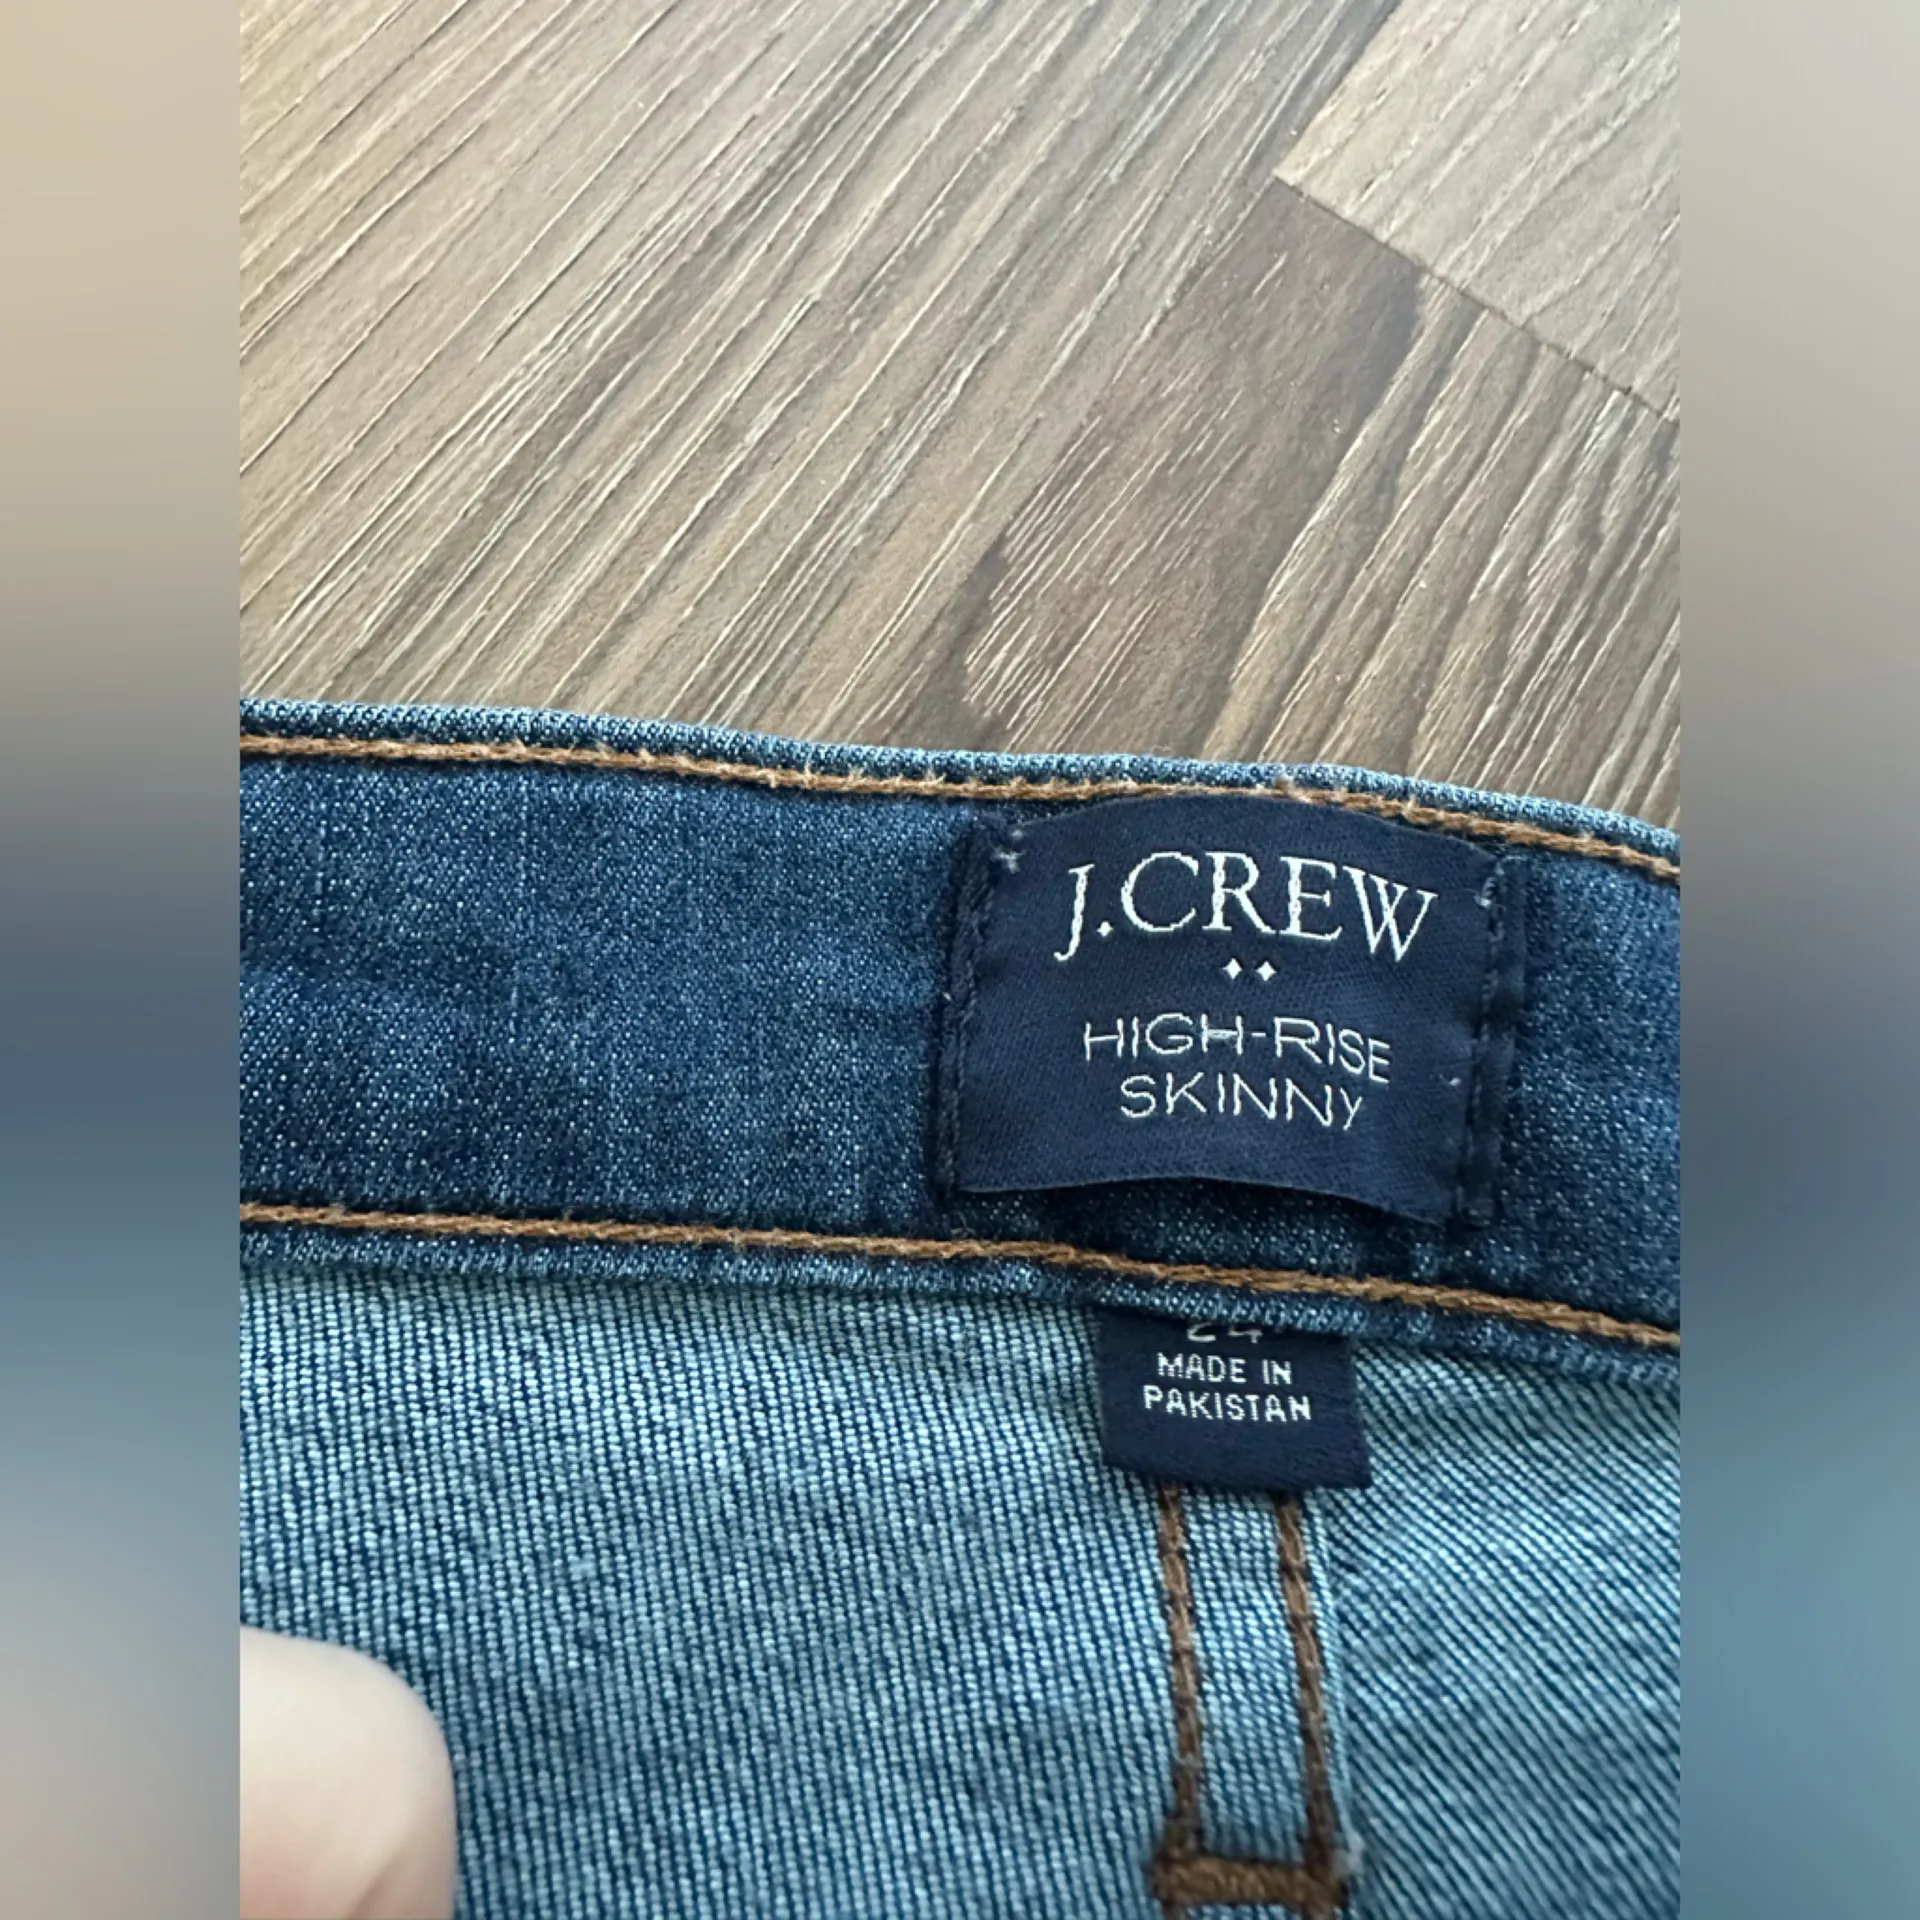 J.CREW
HIGH-RISE
SKINNY
MADE IN
PAKISTAN